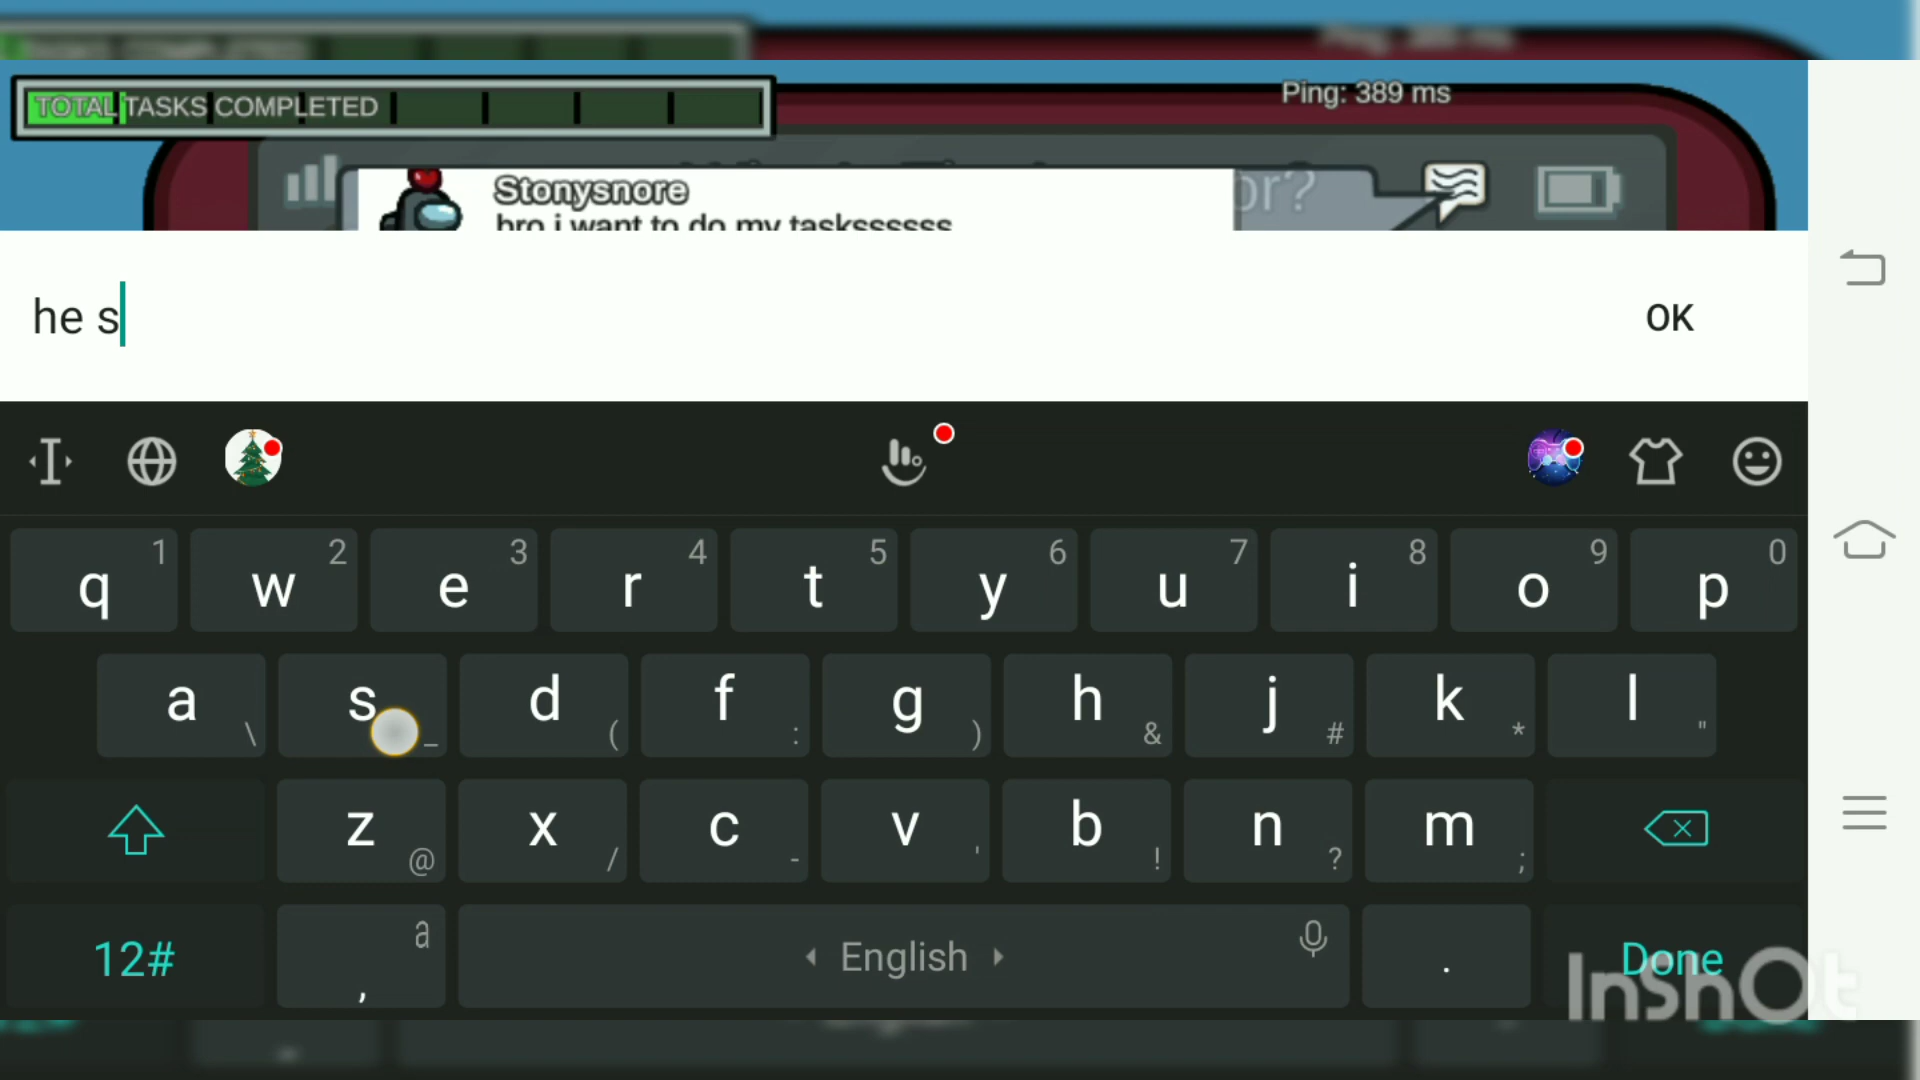 TOTAL TASKS COMPLETED
Ping: 389 ms
or?
Stonysnore
bro i want to do my taskssssss
he s
OK
1 2 3 4 5 6 7 8 9 0
q w e r t y u i o p
a s d f g h j k l
\ _ ( : ) & # * "
z x c v b n m
@ / - ' ! ? ;
12# , a English . Done
InShOt